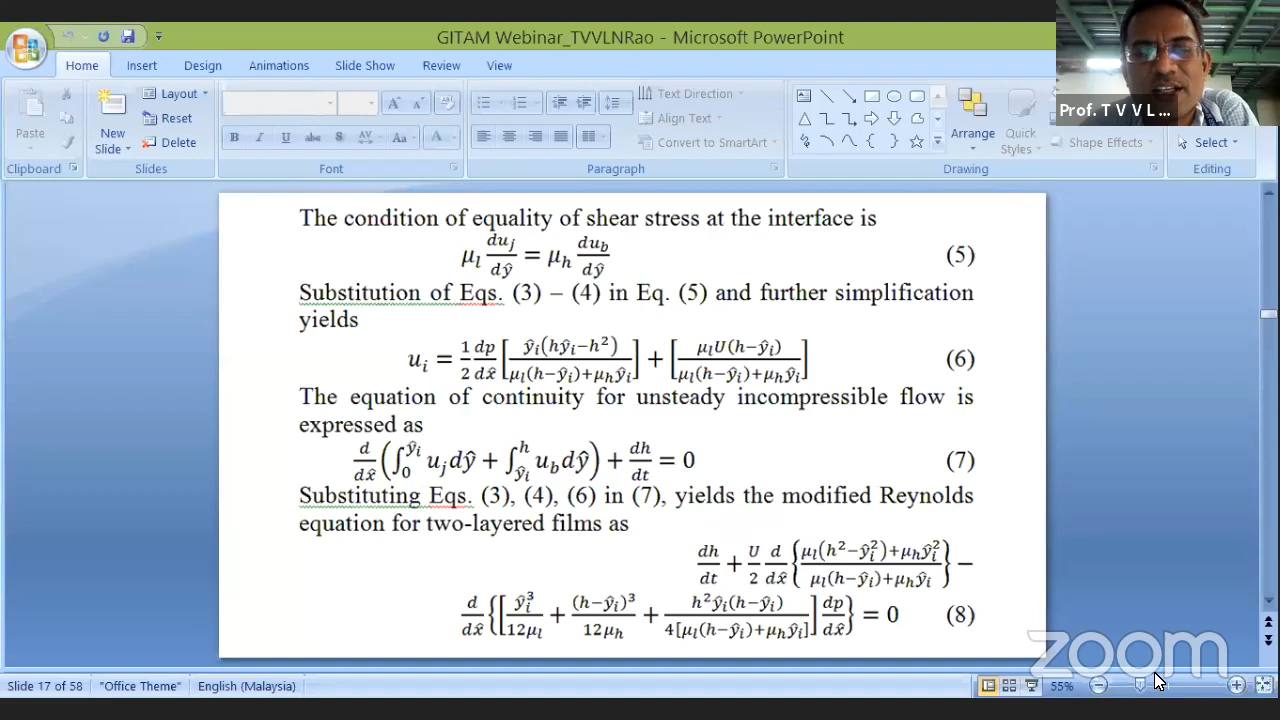 GITAM Webinar_TVVLNRao - Microsoft PowerPoint
Prof. T V V L ...
Home Insert Design Animations Slide Show Review View
Paste
New Slide
Layout
Reset
Delete
B I U abc S AV Aa A
Text Direction
Align Text
Convert to SmartArt
Arrange
Quick Styles
Shape Effects
Select
Clipboard Slides Font Paragraph Drawing Editing
The condition of equality of shear stress at the interface is
μ_l du_j/dŷ = μ_h du_b/dŷ (5)
Substitution of Eqs. (3) – (4) in Eq. (5) and further simplification
yields
u_i = 1/2 dp/dx̂ [ŷ_i(hŷ_i−h²)/(μ_l(h−ŷ_i)+μ_hŷ_i)] + [μ_lU(h−ŷ_i)/(μ_l(h−ŷ_i)+μ_hŷ_i)] (6)
The equation of continuity for unsteady incompressible flow is
expressed as
d/dx̂ (∫_0^ŷ_i u_j dŷ + ∫_ŷ_i^h u_b dŷ) + dh/dt = 0 (7)
Substituting Eqs. (3), (4), (6) in (7), yields the modified Reynolds
equation for two-layered films as
dh/dt + U/2 d/dx̂ {(μ_l(h²−ŷ_i²)+μ_hŷ_i²)/(μ_l(h−ŷ_i)+μ_hŷ_i)} −
d/dx̂ {[ŷ_i³/12μ_l + (h−ŷ_i)³/12μ_h + h²ŷ_i(h−ŷ_i)/4[μ_l(h−ŷ_i)+μ_hŷ_i]] dp/dx̂} = 0 (8)
zoom
Slide 17 of 58 "Office Theme" English (Malaysia) 55%